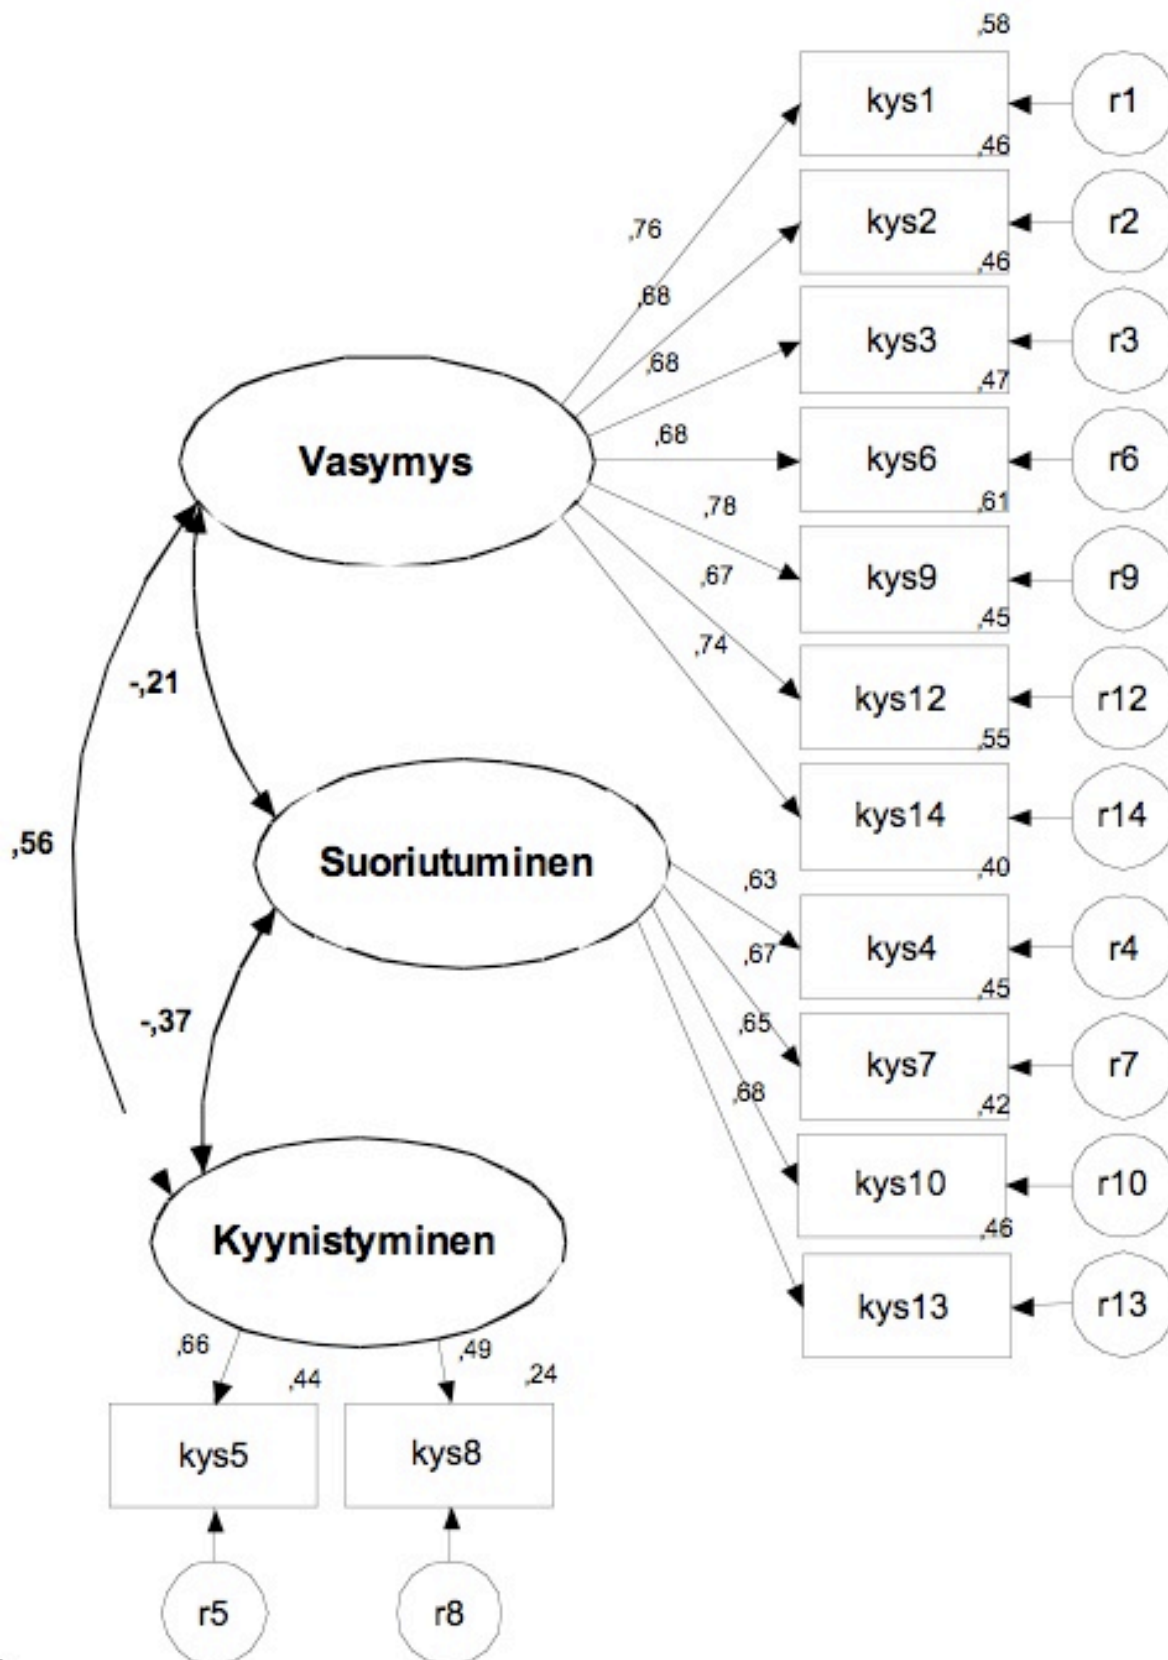 ,58
kys1
r1
,46
,76
kys2
r2
,46
,68
kys3
r3
,68
,47
,68
Vasymys
kys6
r6
,61
,78
kys9
r9
,67
,45
,74
-,21
kys12
r12
,55
kys14
r14
,56
Suoriutuminen
,40
,63
kys4
r4
,67
,45
-,37
,65
kys7
r7
,68
,42
kys10
r10
,46
Kyynistyminen
kys13
r13
,66
,49
,44
,24
kys5
kys8
r5
r8